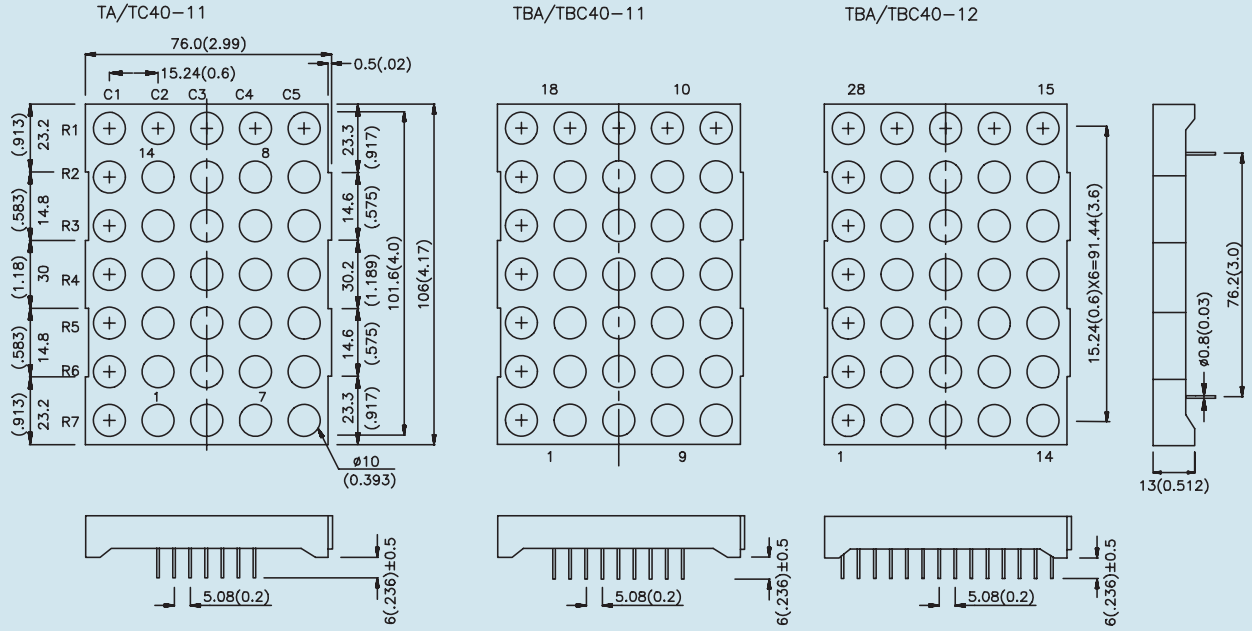 TA/TC40-11
TBA/TBC40-11
TBA/TBC40-12
76.0(2.99)
0.5(.02)
15.24(0.6)
C1 C2 C3 C4 C5
18 10
28 15
R1
R2
R3
R4
R5
R6
R7
14 8
1 7
23.2
(.913)
14.8
(.583)
30
(1.18)
14.8
(.583)
23.2
(.913)
23.3
(.917)
14.6
(.575)
30.2
(1.189)
14.6
(.575)
23.3
(.917)
101.6(4.0)
106(4.17)
ø10
(0.393)
1 9
1 14
15.24(0.6)X6=91.44(3.6)
ø0.8(0.03)
76.2(3.0)
13(0.512)
5.08(0.2)
6(.236)±0.5
5.08(0.2)
6(.236)±0.5
5.08(0.2)
6(.236)±0.5